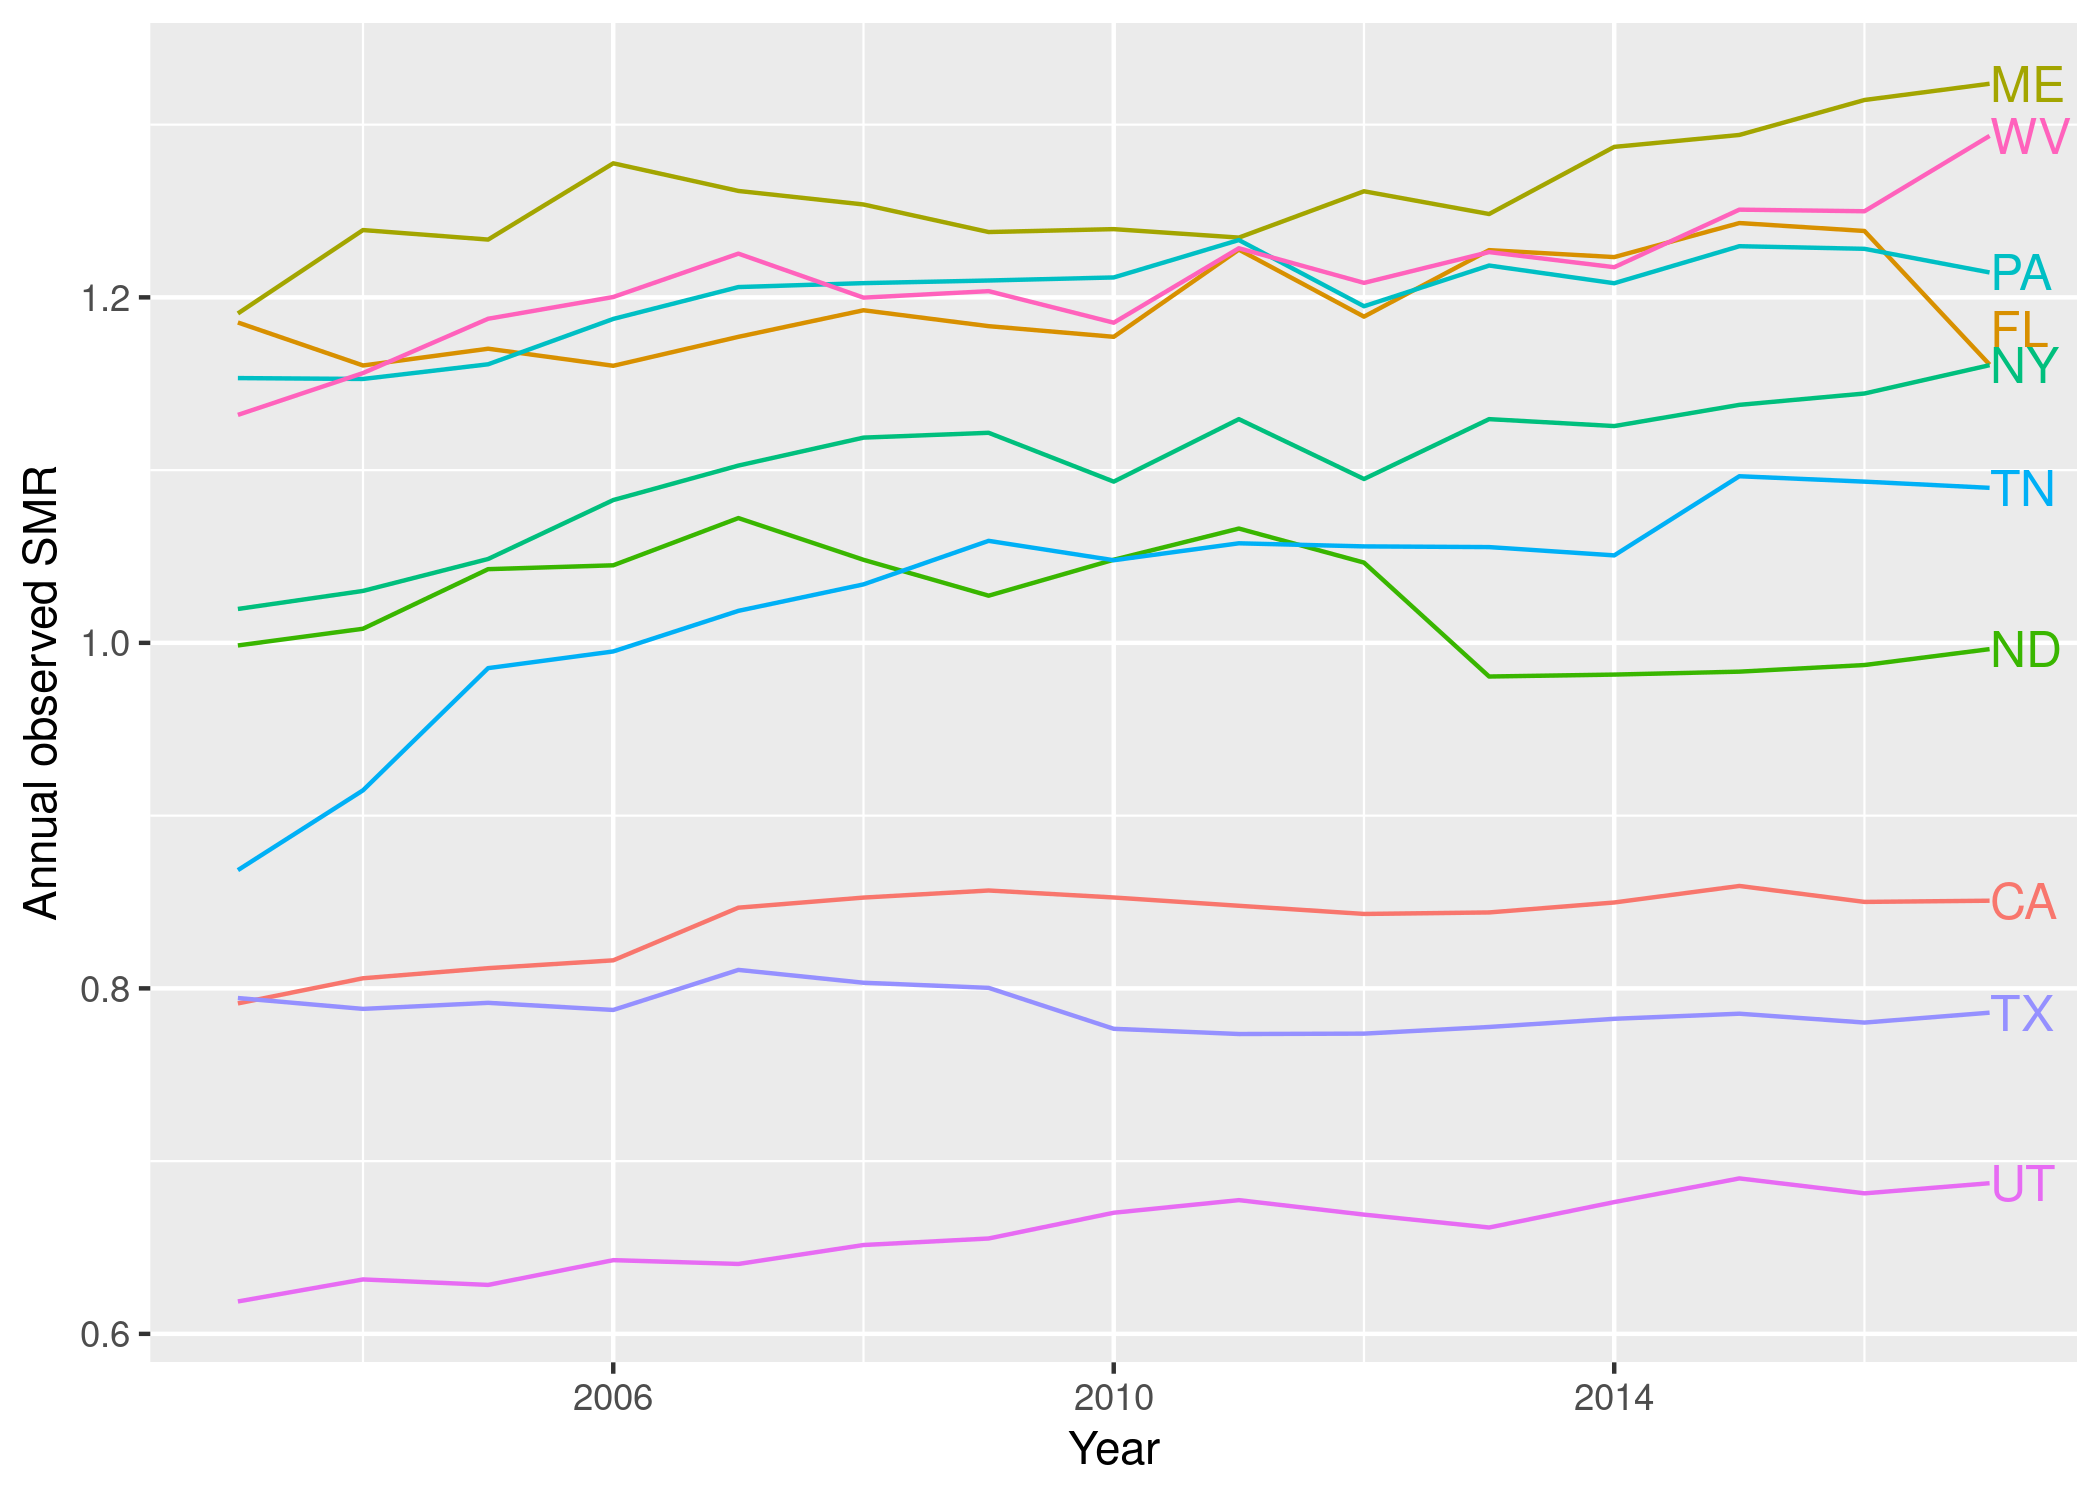 ME
WV
PA
FL
NY
TN
ND
CA
TX
UT
1.2
1.0
0.8
0.6
Annual observed SMR
2006 2010 2014
Year